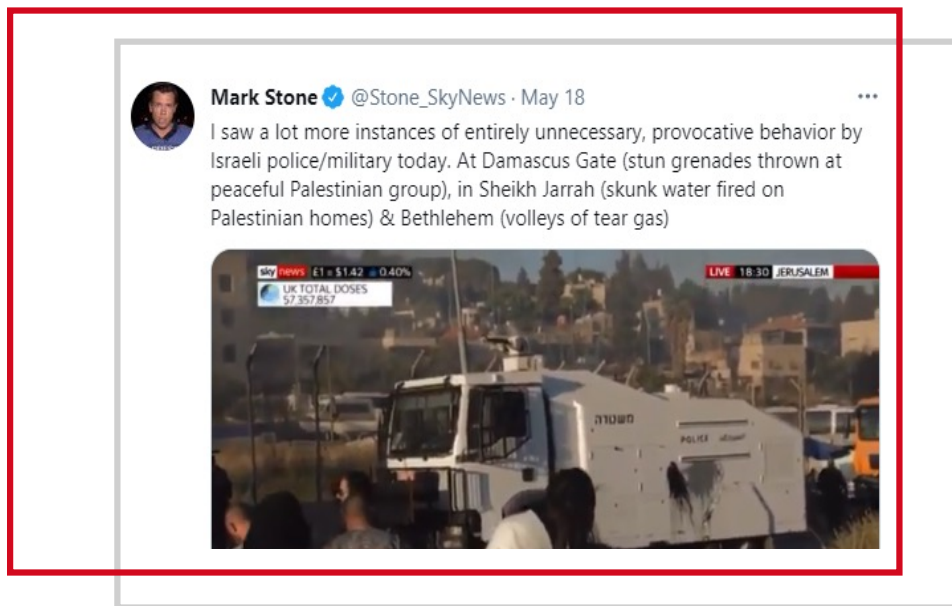 Mark Stone @Stone_SkyNews · May 18
I saw a lot more instances of entirely unnecessary, provocative behavior by
Israeli police/military today. At Damascus Gate (stun grenades thrown at
peaceful Palestinian group), in Sheikh Jarrah (skunk water fired on
Palestinian homes) & Bethlehem (volleys of tear gas)
sky news £1 = $1.42 0.40%
LIVE 18:30 JERUSALEM
UK TOTAL DOSES
57,357,857
משטרה
POLICE